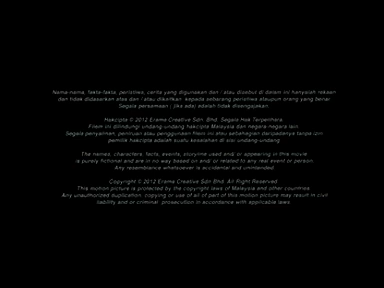 Nama-nama, fakta-fakta, peristiwa, cerita yang digunakan dan / atau disebut di dalam ini hanyalah rekaan
dan tidak didasarkan atas dan / atau dikaitkan kepada sebarang peristiwa ataupun orang yang benar.
Segala persamaan ( jika ada) adalah tidak disengajakan.
Hakcipta © 2012 Erama Creative Sdn. Bhd. Segala Hak Terpelihara
Filem ini dilindungi undang-undang hakcipta Malaysia dan negara-negara lain.
Segala penyiaran, peniruan atau penggunaan filem ini atau sebahagian daripadanya tanpa izin
pemilik hakcipta adalah suatu kesalahan di sisi undang-undang
The names, characters, facts, events, storyline used and/ or appearing in this movie
is purely fictional and are in no way based on and/ or related to any real event or person.
Any resemblance whatsoever is accidental and unintended.
Copyright © 2012 Erama Creative Sdn Bhd. All Right Reserved
This motion picture is protected by the copyright laws of Malaysia and other countries.
Any unauthorized duplication, copying or use of all or part of this motion picture may result in civil
liability and/or criminal prosecution in accordance with applicable laws.